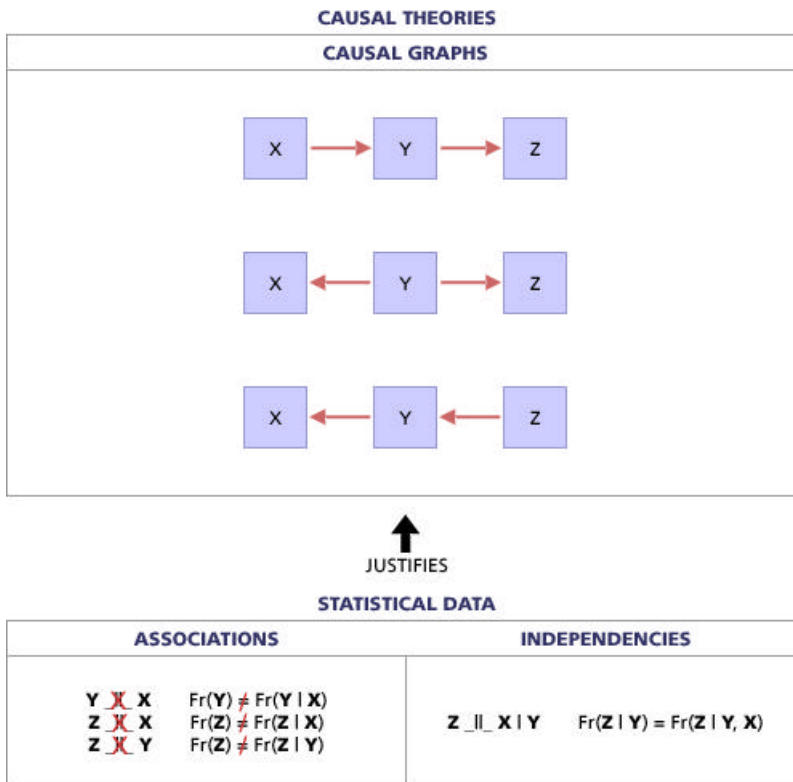 CAUSAL THEORIES
CAUSAL GRAPHS
X Y Z
X Y Z
X Y Z
JUSTIFIES
STATISTICAL DATA
ASSOCIATIONS INDEPENDENCIES
Y _||_ X Fr(Y) ≠ Fr(Y | X)
Z _||_ X Fr(Z) ≠ Fr(Z | X)
Z _||_ Y Fr(Z) ≠ Fr(Z | Y)
Z _||_ X | Y Fr(Z | Y) = Fr(Z | Y, X)